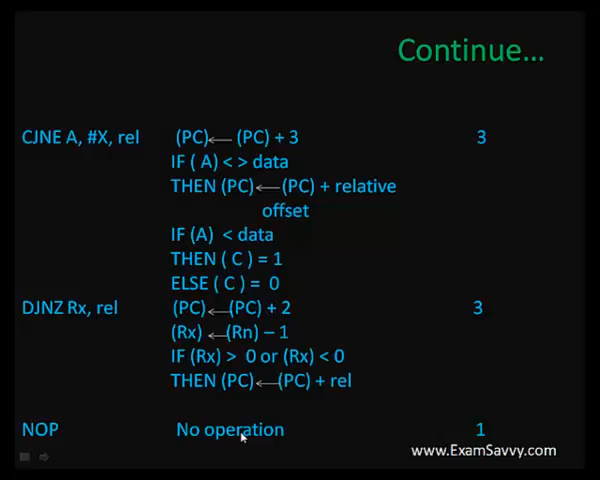 Continue...
CJNE A, #X, rel (PC)← (PC) + 3 3
IF ( A) < > data
THEN (PC)←(PC) + relative
offset
IF (A) < data
THEN ( C ) = 1
ELSE ( C ) = 0
DJNZ Rx, rel (PC)←(PC) + 2 3
(Rx) ←(Rn) – 1
IF (Rx) > 0 or (Rx) < 0
THEN (PC)←(PC) + rel
NOP No operation 1
www.ExamSavvy.com